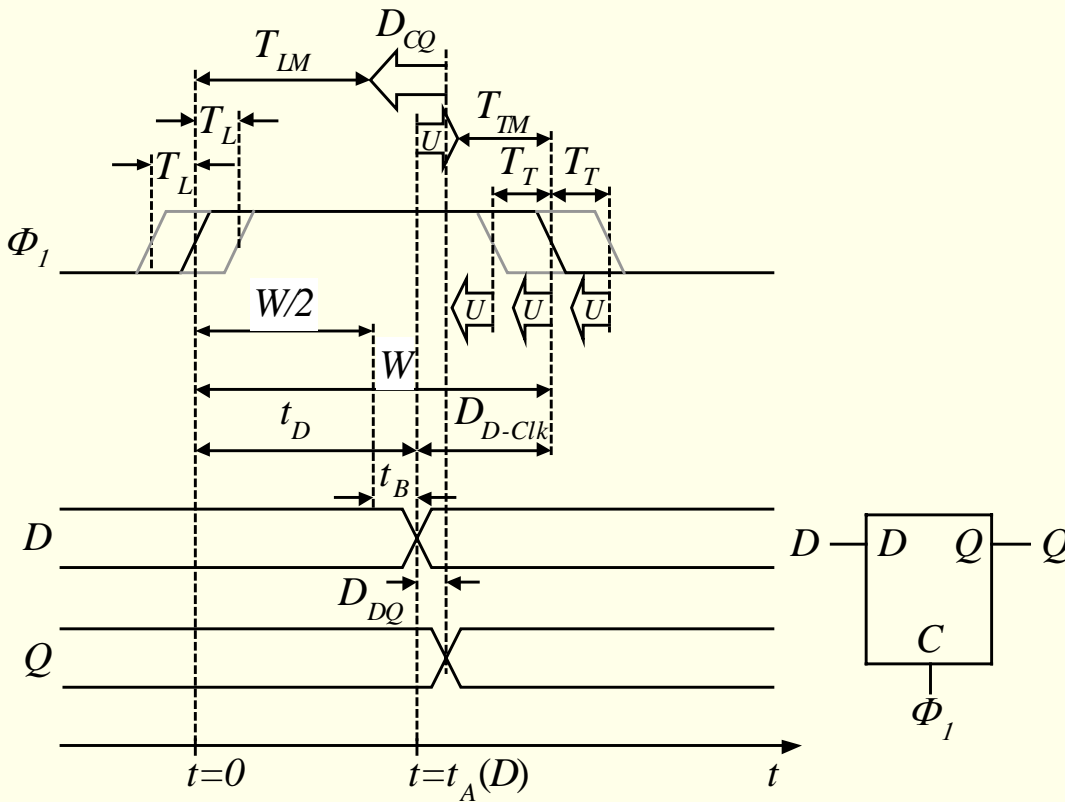 D_CQ
T_LM
T_L
U
T_TM
T_L
T_T
T_T
Φ_1
U
U
U
W/2
W
t_D
D_D-Clk
t_B
D
D
D
Q
Q
D_DQ
Q
C
Φ_1
t=0
t=t_A(D)
t